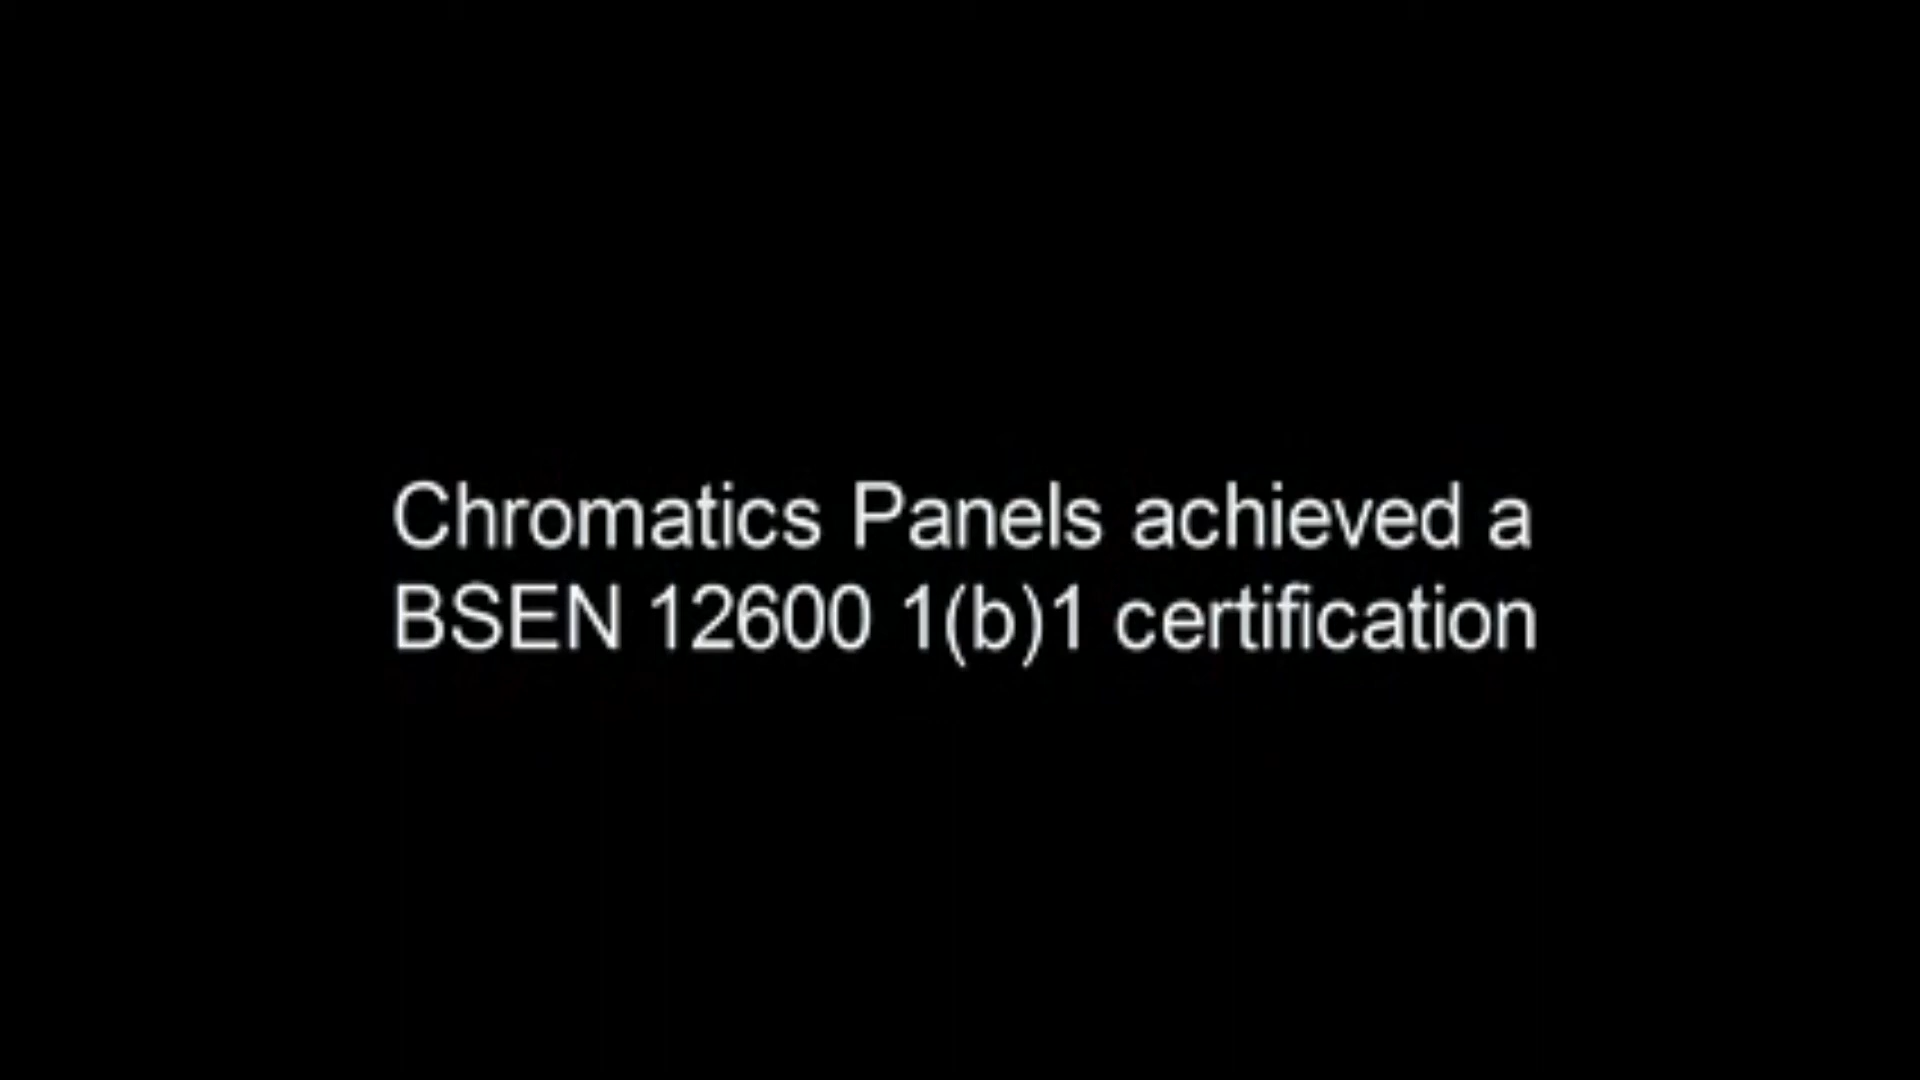 Chromatics Panels achieved a
BSEN 12600 1(b)1 certification